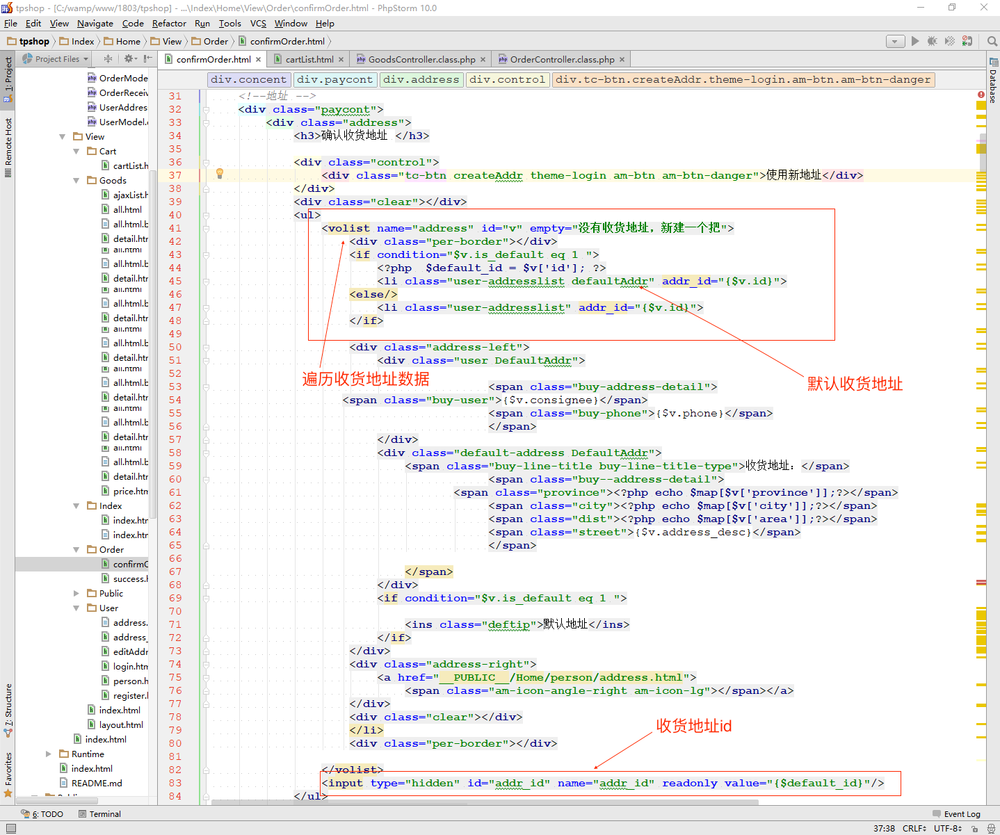 tpshop - [C:/wamp/www/1803/tpshop] - ...\Index\Home\View\Order\confirmOrder.html - PhpStorm 10.0
File Edit View Navigate Code Refactor Run Tools VCS Window Help
tpshop Index Home View Order confirmOrder.html
Project Files confirmOrder.html cartList.html GoodsController.class.php OrderController.class.php
div.concent div.paycont div.address div.control div.tc-btn.createAddr.theme-login.am-btn.am-btn-danger
1: Project
Remote Host
7: Structure
Favorites
Database
OrderMode
OrderReceiv
UserAddres
UserModel.c
View
Cart
cartList.h
Goods
ajaxList.h
all.html
all.html.b
detail.htr
all.html
all.html.b
detail.htr
all.html
all.html.b
detail.htr
all.html
all.html.b
detail.htr
all.html
all.html.b
detail.htr
all.html
all.html.b
detail.htr
all.html
all.html.b
detail.htr
price.htm
Index
index.htr
index.htr
Order
confirmO
success.h
Public
User
address.
address_
editAddr
login.htm
person.h
register.l
index.html
layout.html
index.html
Runtime
index.html
README.md
31 <!--地址 -->
32 <div class="paycont">
33 <div class="address">
34 <h3>确认收货地址 </h3>
35
36 <div class="control">
37 <div class="tc-btn createAddr theme-login am-btn am-btn-danger">使用新地址</div>
38 </div>
39 <div class="clear"></div>
40 <ul>
41 <volist name="address" id="v" empty="没有收货地址，新建一个把">
42 <div class="per-border"></div>
43 <if condition="$v.is_default eq 1 ">
44 <?php  $default_id = $v['id']; ?>
45 <li class="user-addresslist defaultAddr" addr_id="{$v.id}">
46 <else/>
47 <li class="user-addresslist" addr_id="{$v.id}">
48 </if>
49
50 <div class="address-left">
51 <div class="user DefaultAddr">
52
遍历收货地址数据
默认收货地址
53 <span class="buy-address-detail">
54 <span class="buy-user">{$v.consignee}</span>
55 <span class="buy-phone">{$v.phone}</span>
56 </span>
57 </div>
58 <div class="default-address DefaultAddr">
59 <span class="buy-line-title buy-line-title-type">收货地址：</span>
60 <span class="buy--address-detail">
61 <span class="province"><?php echo $map[$v['province']];?></span>
62 <span class="city"><?php echo $map[$v['city']];?></span>
63 <span class="dist"><?php echo $map[$v['area']];?></span>
64 <span class="street">{$v.address_desc}</span>
65 </span>
66
67 </span>
68 </div>
69 <if condition="$v.is_default eq 1 ">
70
71 <ins class="deftip">默认地址</ins>
72 </if>
73 </div>
74 <div class="address-right">
75 <a href="__PUBLIC__/Home/person/address.html">
76 <span class="am-icon-angle-right am-icon-lg"></span></a>
77 </div>
78 <div class="clear"></div>
收货地址id
79 </li>
80 <div class="per-border"></div>
81
82 </volist>
83 <input type="hidden" id="addr_id" name="addr_id" readonly value="{$default_id}"/>
84 </ul>
6: TODO Terminal Event Log
37:38 CRLF UTF-8